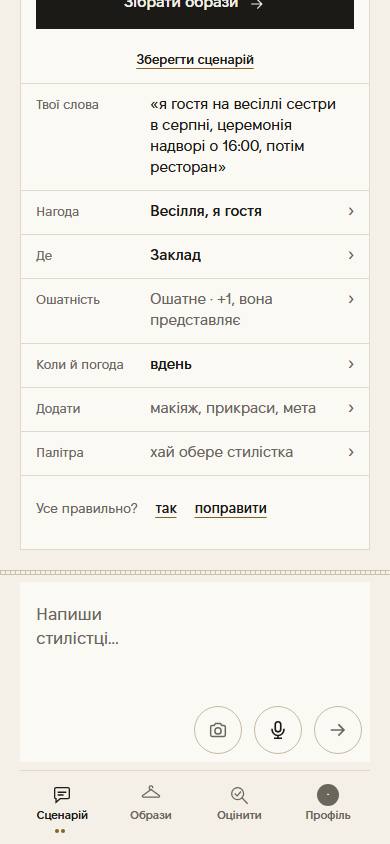 Зібрати образи →
Зберегти сценарій
Твої слова
«я гостя на весіллі сестри
в серпні, церемонія
надворі о 16:00, потім
ресторан»
Нагода
Весілля, я гостя
Де
Заклад
Ошатність
Ошатне · +1, вона
представляє
Коли й погода
вдень
Додати
макіяж, прикраси, мета
Палітра
хай обере стилістка
Усе правильно? так поправити
Напиши
стилістці...
Сценарій
Образи
Оцінити
Профіль